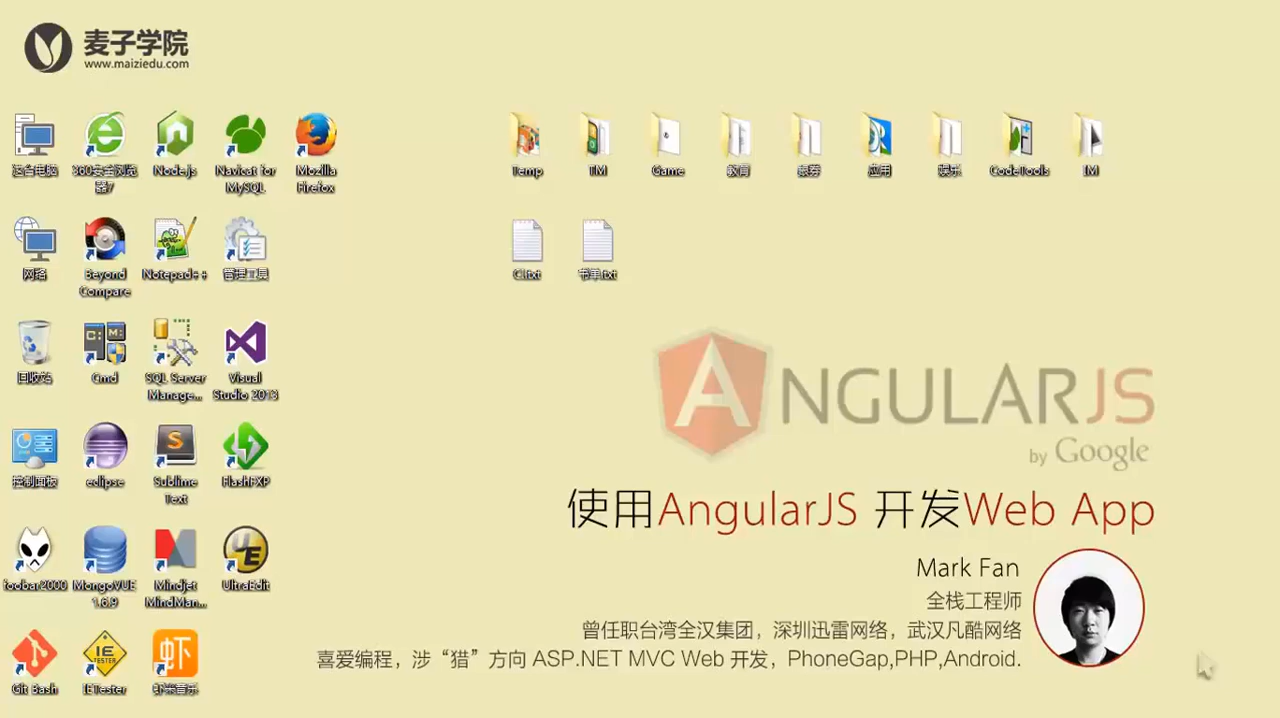 麦子学院
www.maiziedu.com
这台电脑
360安全浏览器7
Node.js
Navicat for MySQL
Mozilla Firefox
Temp
TM
Game
教育
应用
娱乐
CodeTools
IM
网络
Beyond Compare
Notepad++
管理工具
C.txt
书单.txt
回收站
Cmd
SQL Server Manage...
Visual Studio 2013
ANGULARJS
by Google
控制面板
eclipse
Sublime Text
FlashFXP
使用AngularJS 开发Web App
foobar2000
MongoVUE 1.6.9
Mindjet MindMan...
UltraEdit
Mark Fan
全栈工程师
曾任职台湾全汉集团，深圳迅雷网络，武汉凡酷网络
喜爱编程，涉“猎”方向 ASP.NET MVC Web 开发，PhoneGap,PHP,Android.
Git Bash
IETester
虾米音乐